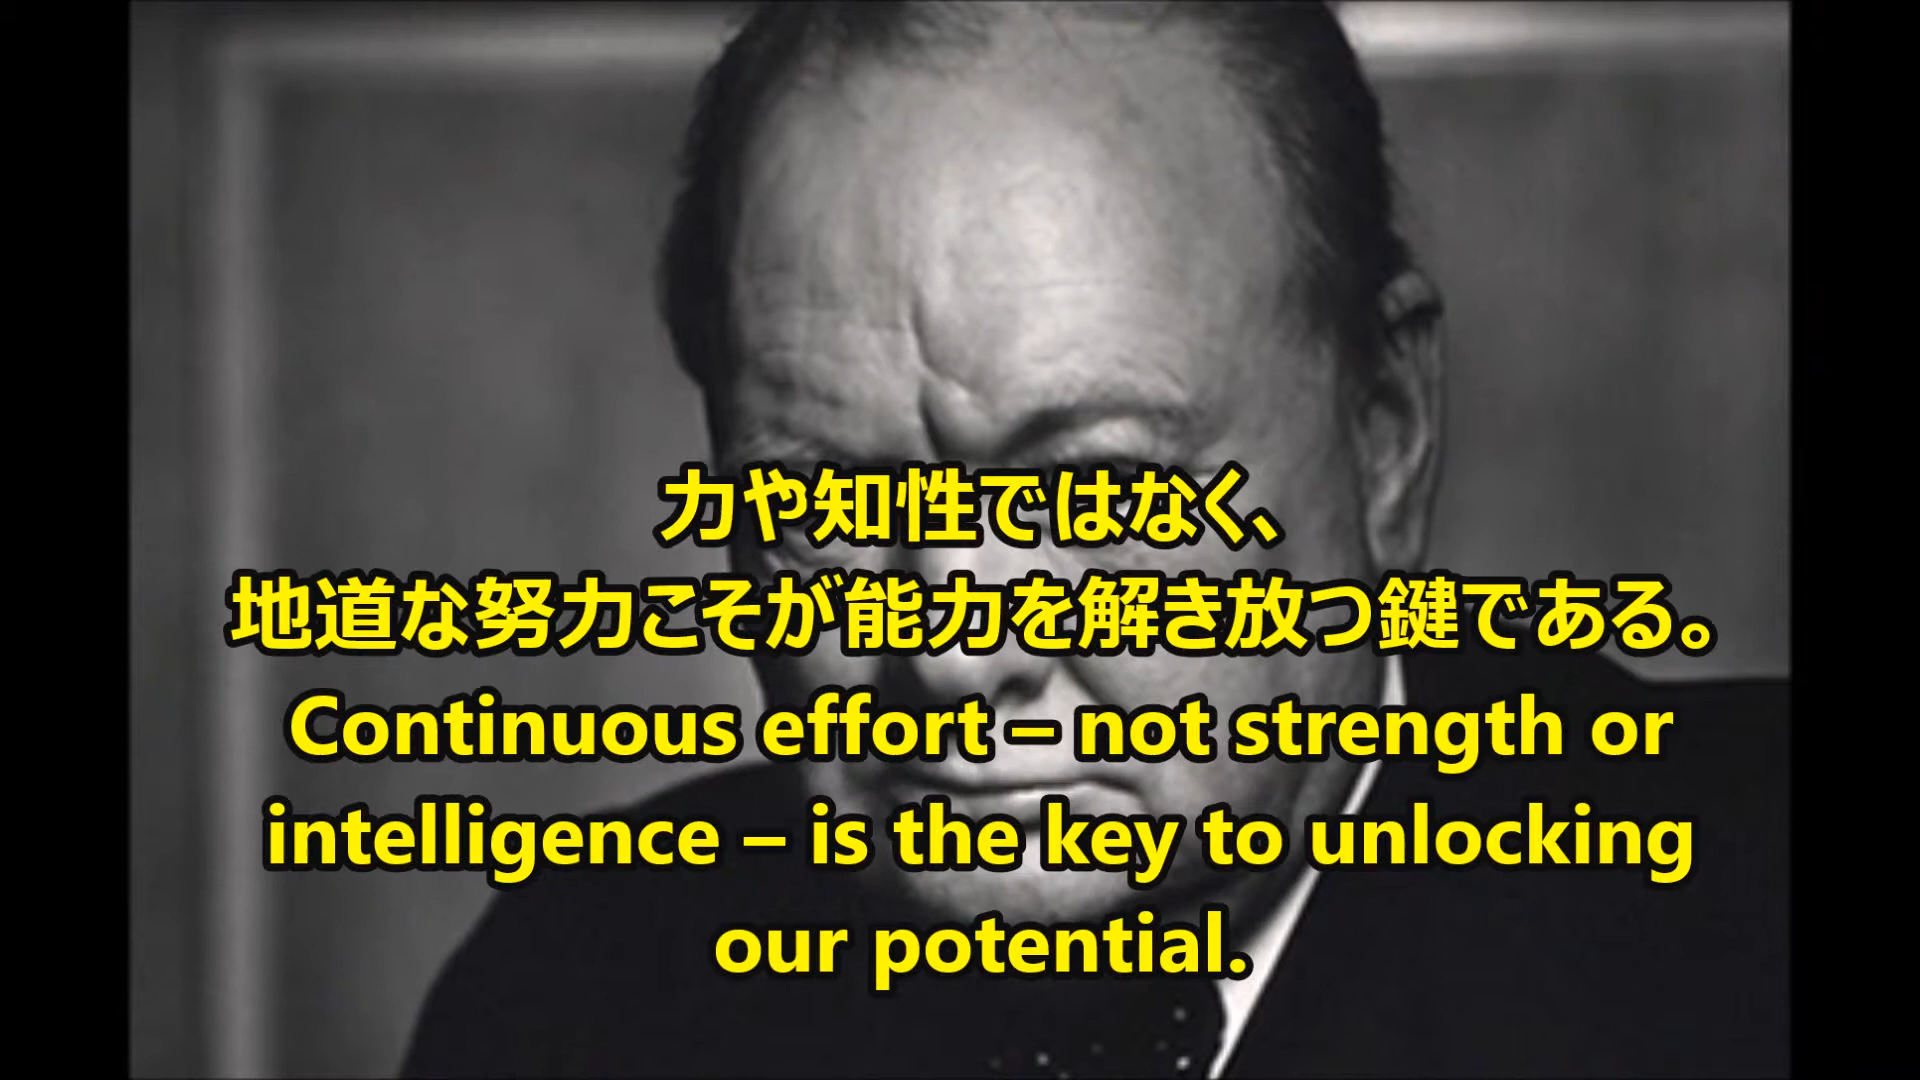 力や知性ではなく、
地道な努力こそが能力を解き放つ鍵である。
Continuous effort – not strength or
intelligence – is the key to unlocking
our potential.